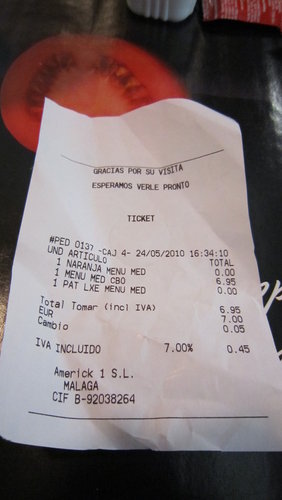 GRACIAS POR SU VISITA
ESPERAMOS VERLE PRONTO
TICKET
#PED 0137 -CAJ 4- 24/05/2010 16:34:10
UND ARTICULO TOTAL
1 NARANJA MENU MED 0.00
1 MENU MED CBO 6.95
1 PAT LXE MENU MED 0.00
Total Tomar (incl IVA) 6.95
EUR 7.00
Cambio 0.05
IVA INCLUIDO 7.00% 0.45
Americk 1 S.L.
MALAGA
CIF B-92038264